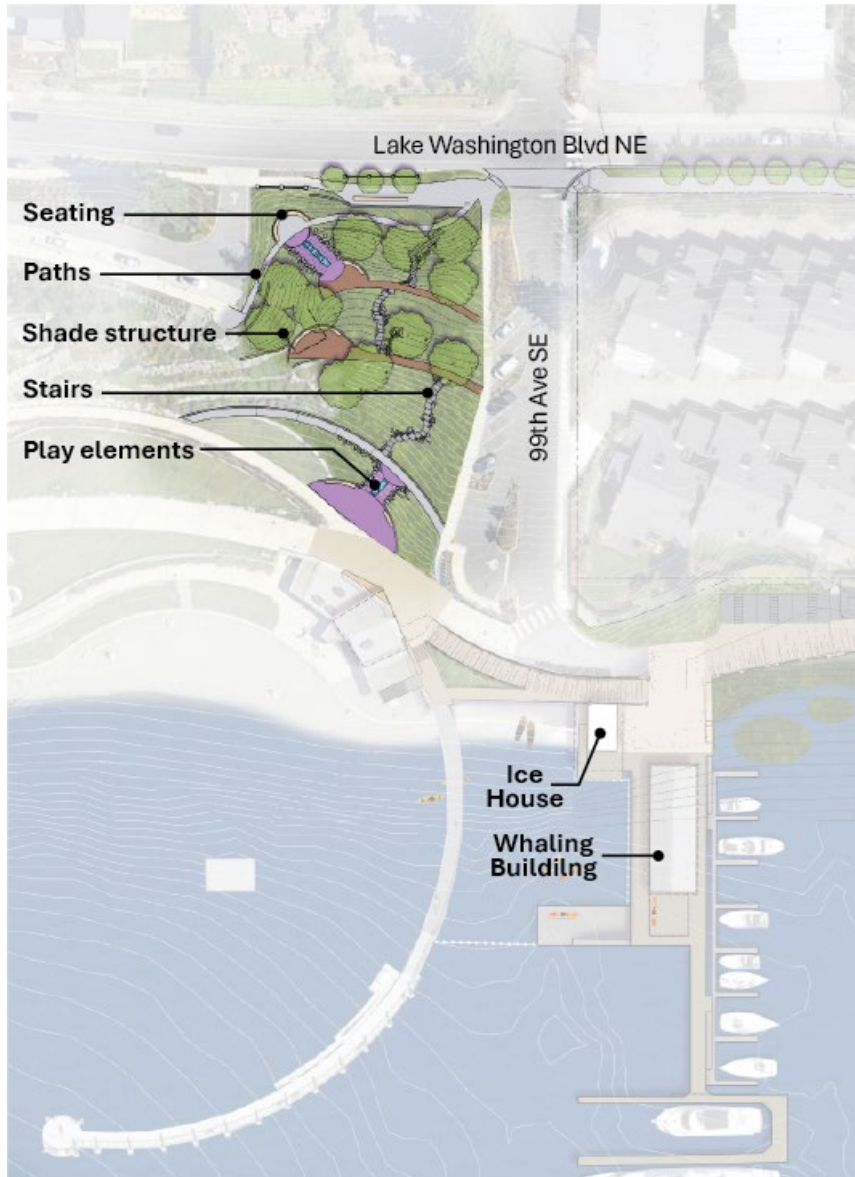 Lake Washington Blvd NE
Seating
Paths
Shade structure
Stairs
Play elements
99th Ave SE
Ice
House
Whaling
Buildilng